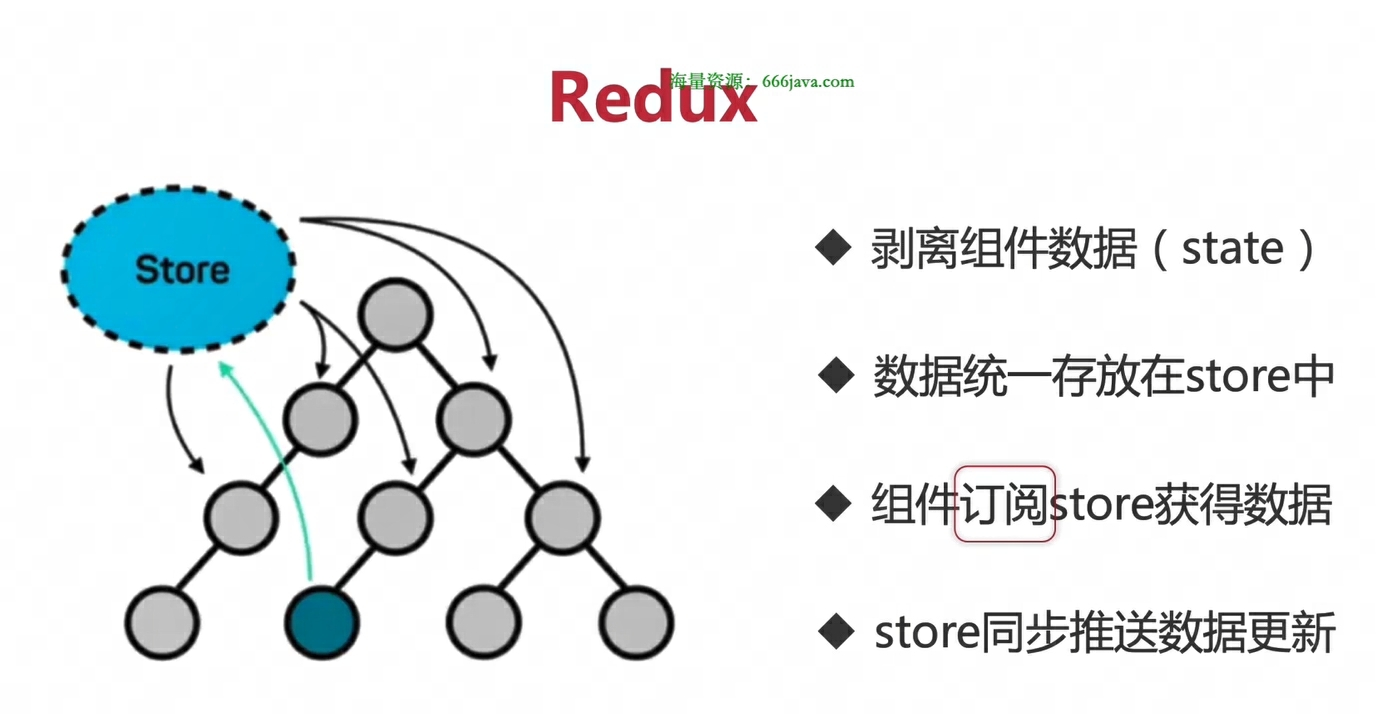 Redux
海量资源：666java.com
Store
剥离组件数据（state）
数据统一存放在store中
组件订阅store获得数据
store同步推送数据更新